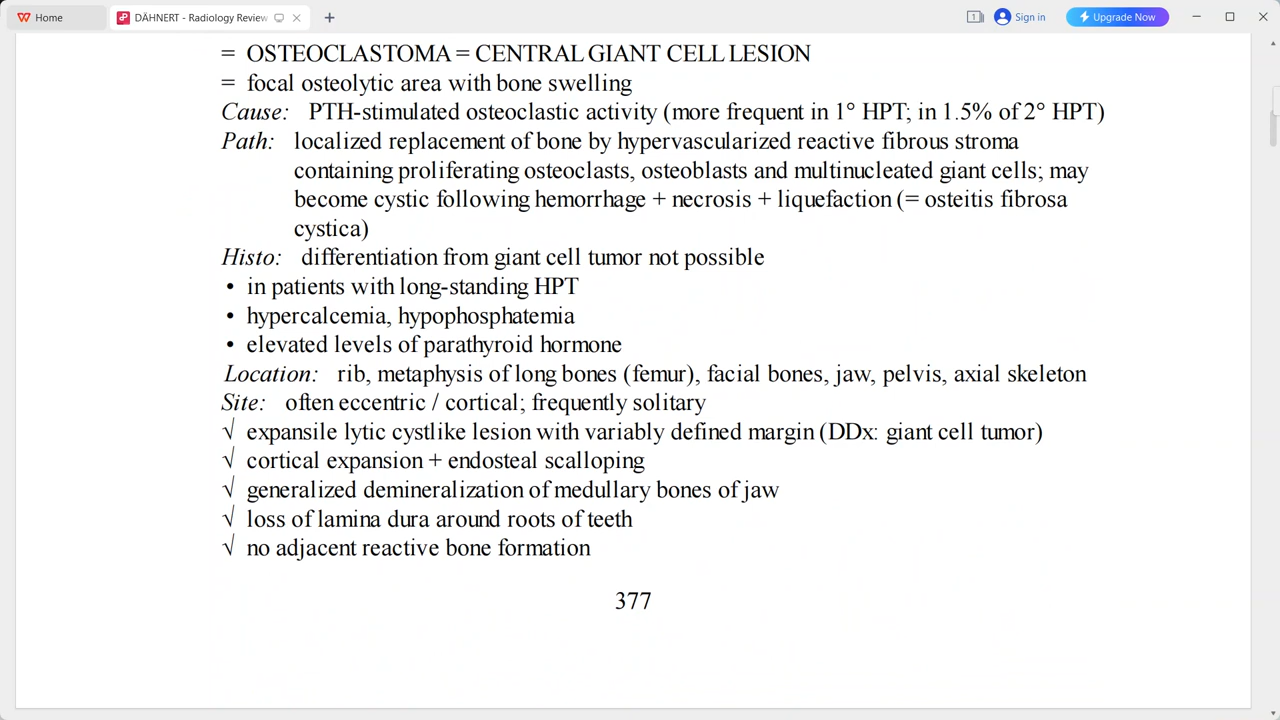 Home
DÄHNERT - Radiology Review
1
Sign in
Upgrade Now
= OSTEOCLASTOMA = CENTRAL GIANT CELL LESION
= focal osteolytic area with bone swelling
Cause: PTH-stimulated osteoclastic activity (more frequent in 1° HPT; in 1.5% of 2° HPT)
Path: localized replacement of bone by hypervascularized reactive fibrous stroma
containing proliferating osteoclasts, osteoblasts and multinucleated giant cells; may
become cystic following hemorrhage + necrosis + liquefaction (= osteitis fibrosa
cystica)
Histo: differentiation from giant cell tumor not possible
• in patients with long-standing HPT
• hypercalcemia, hypophosphatemia
• elevated levels of parathyroid hormone
Location: rib, metaphysis of long bones (femur), facial bones, jaw, pelvis, axial skeleton
Site: often eccentric / cortical; frequently solitary
√ expansile lytic cystlike lesion with variably defined margin (DDx: giant cell tumor)
√ cortical expansion + endosteal scalloping
√ generalized demineralization of medullary bones of jaw
√ loss of lamina dura around roots of teeth
√ no adjacent reactive bone formation
377